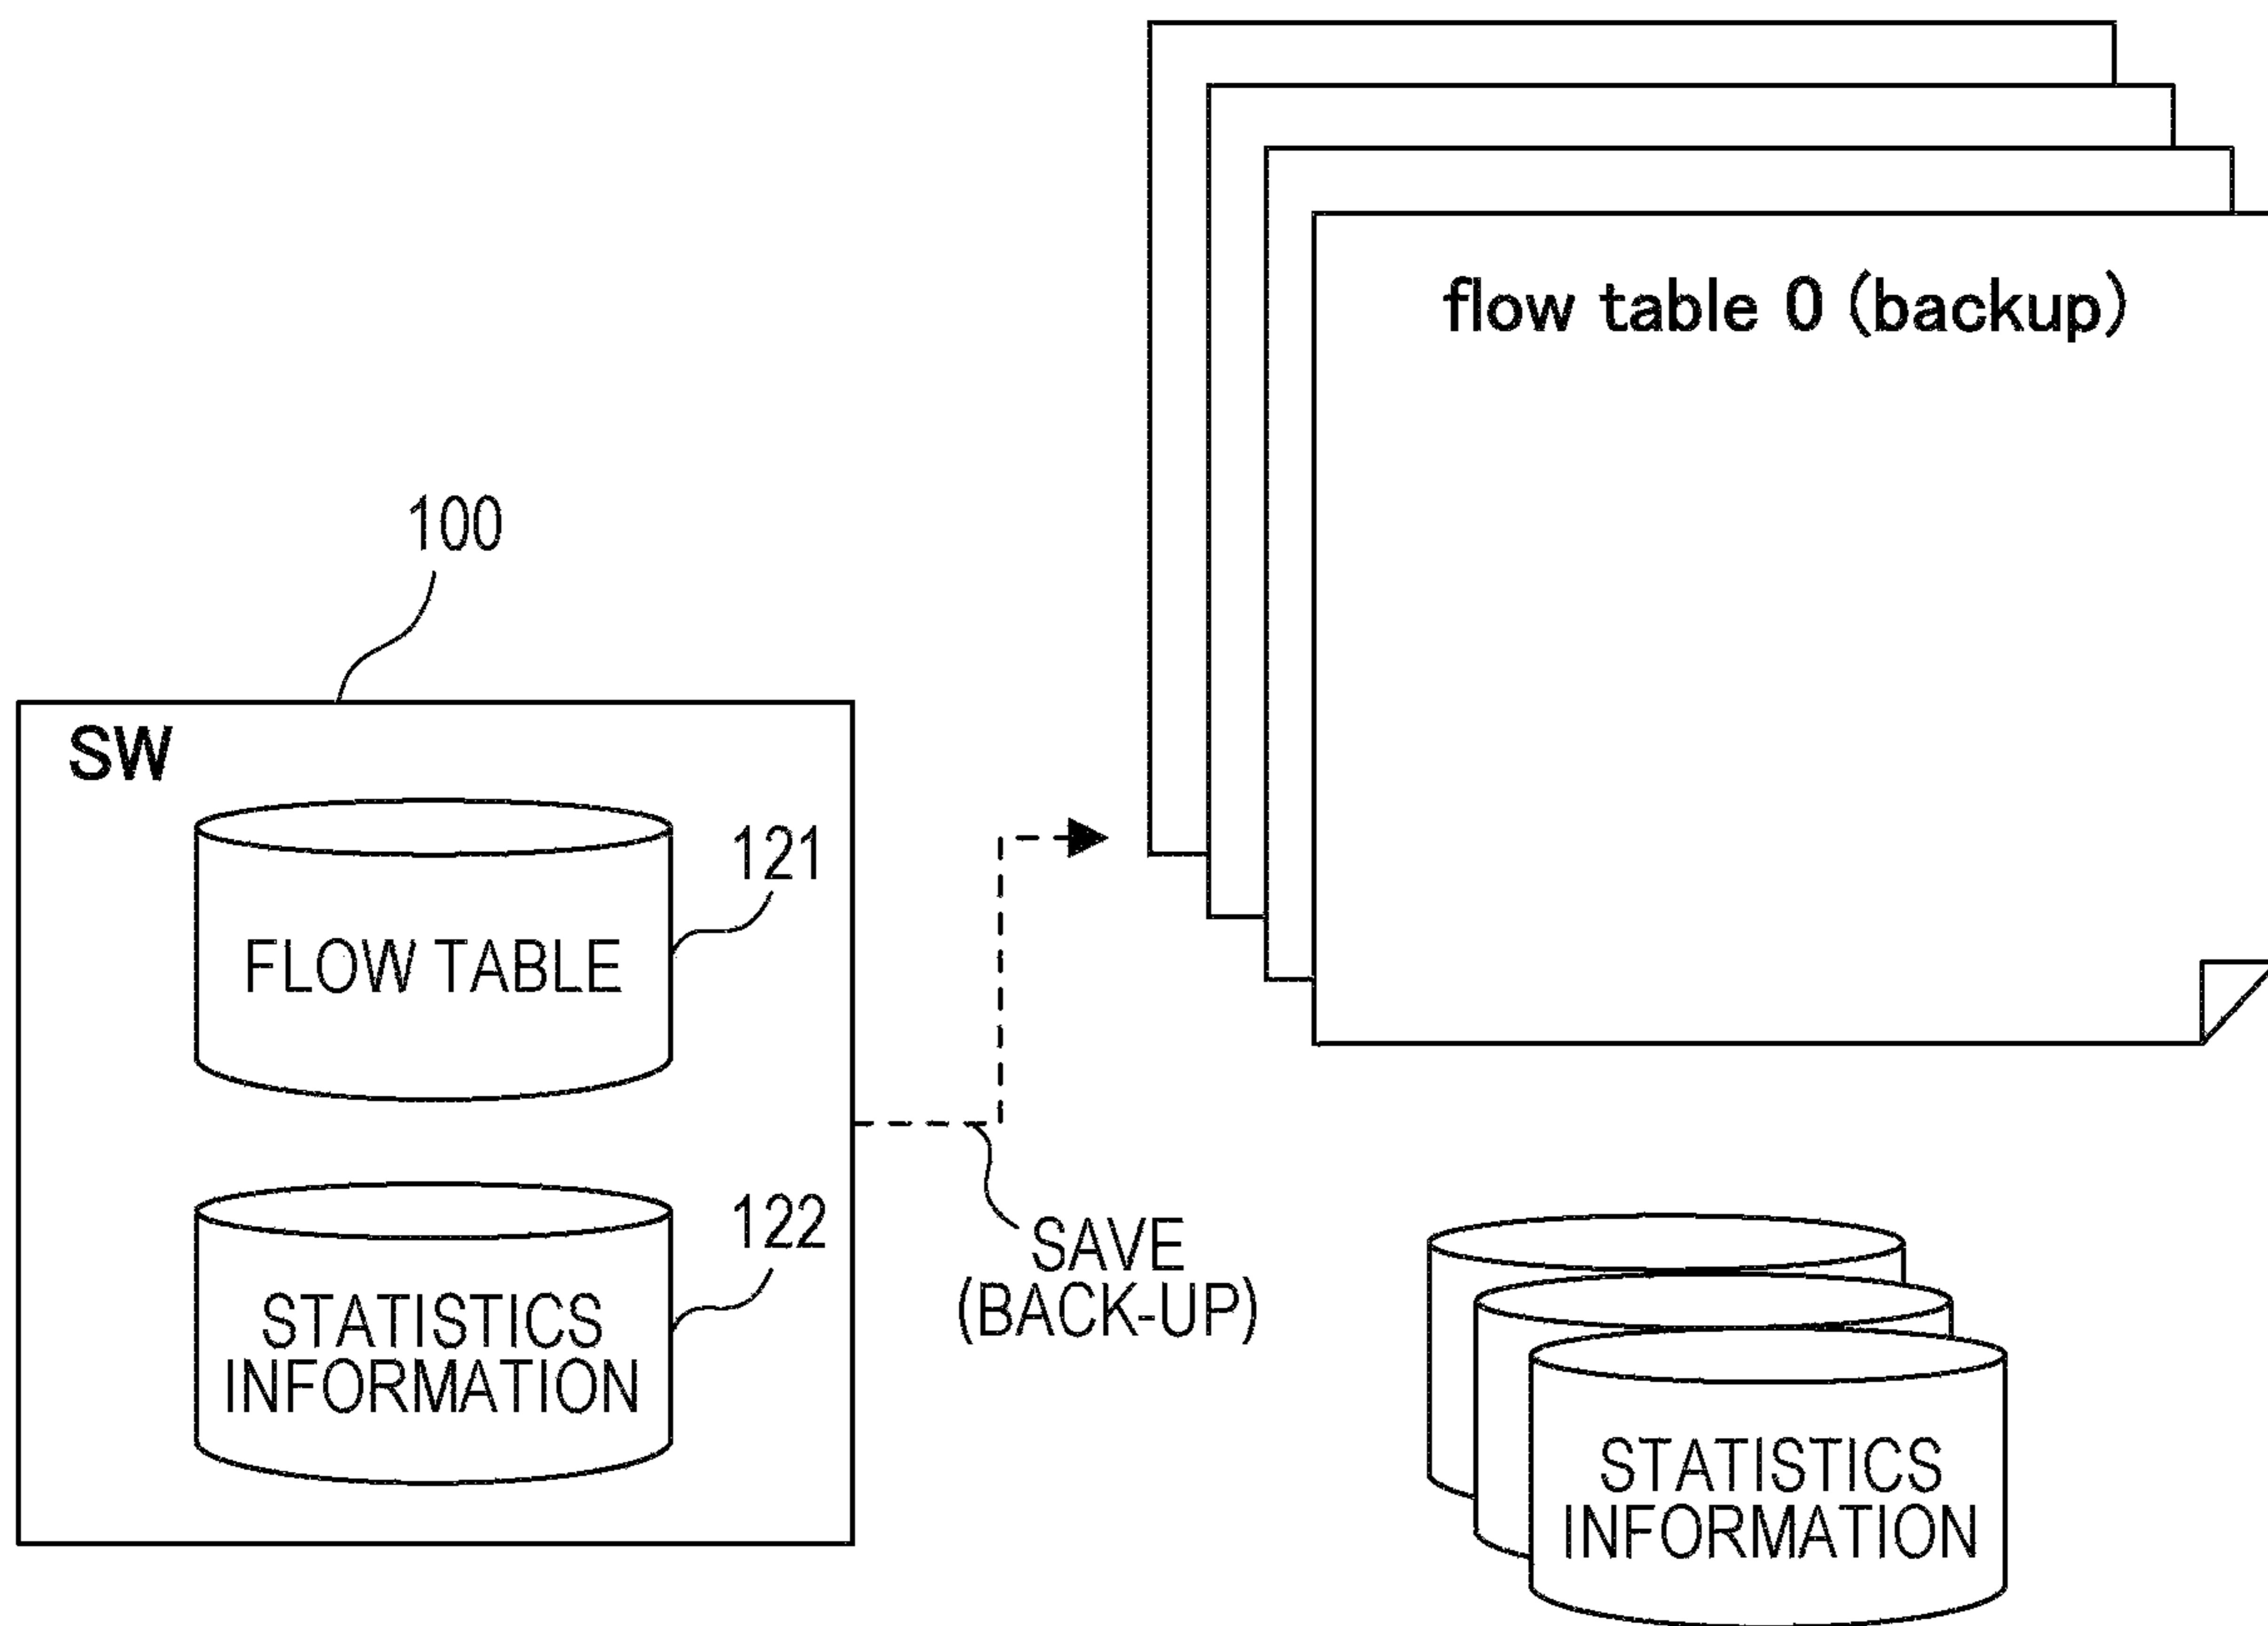 flow table 0 (backup)
100
SW
121
FLOW TABLE
122
STATISTICS
INFORMATION
SAVE
(BACK-UP)
STATISTICS
INFORMATION